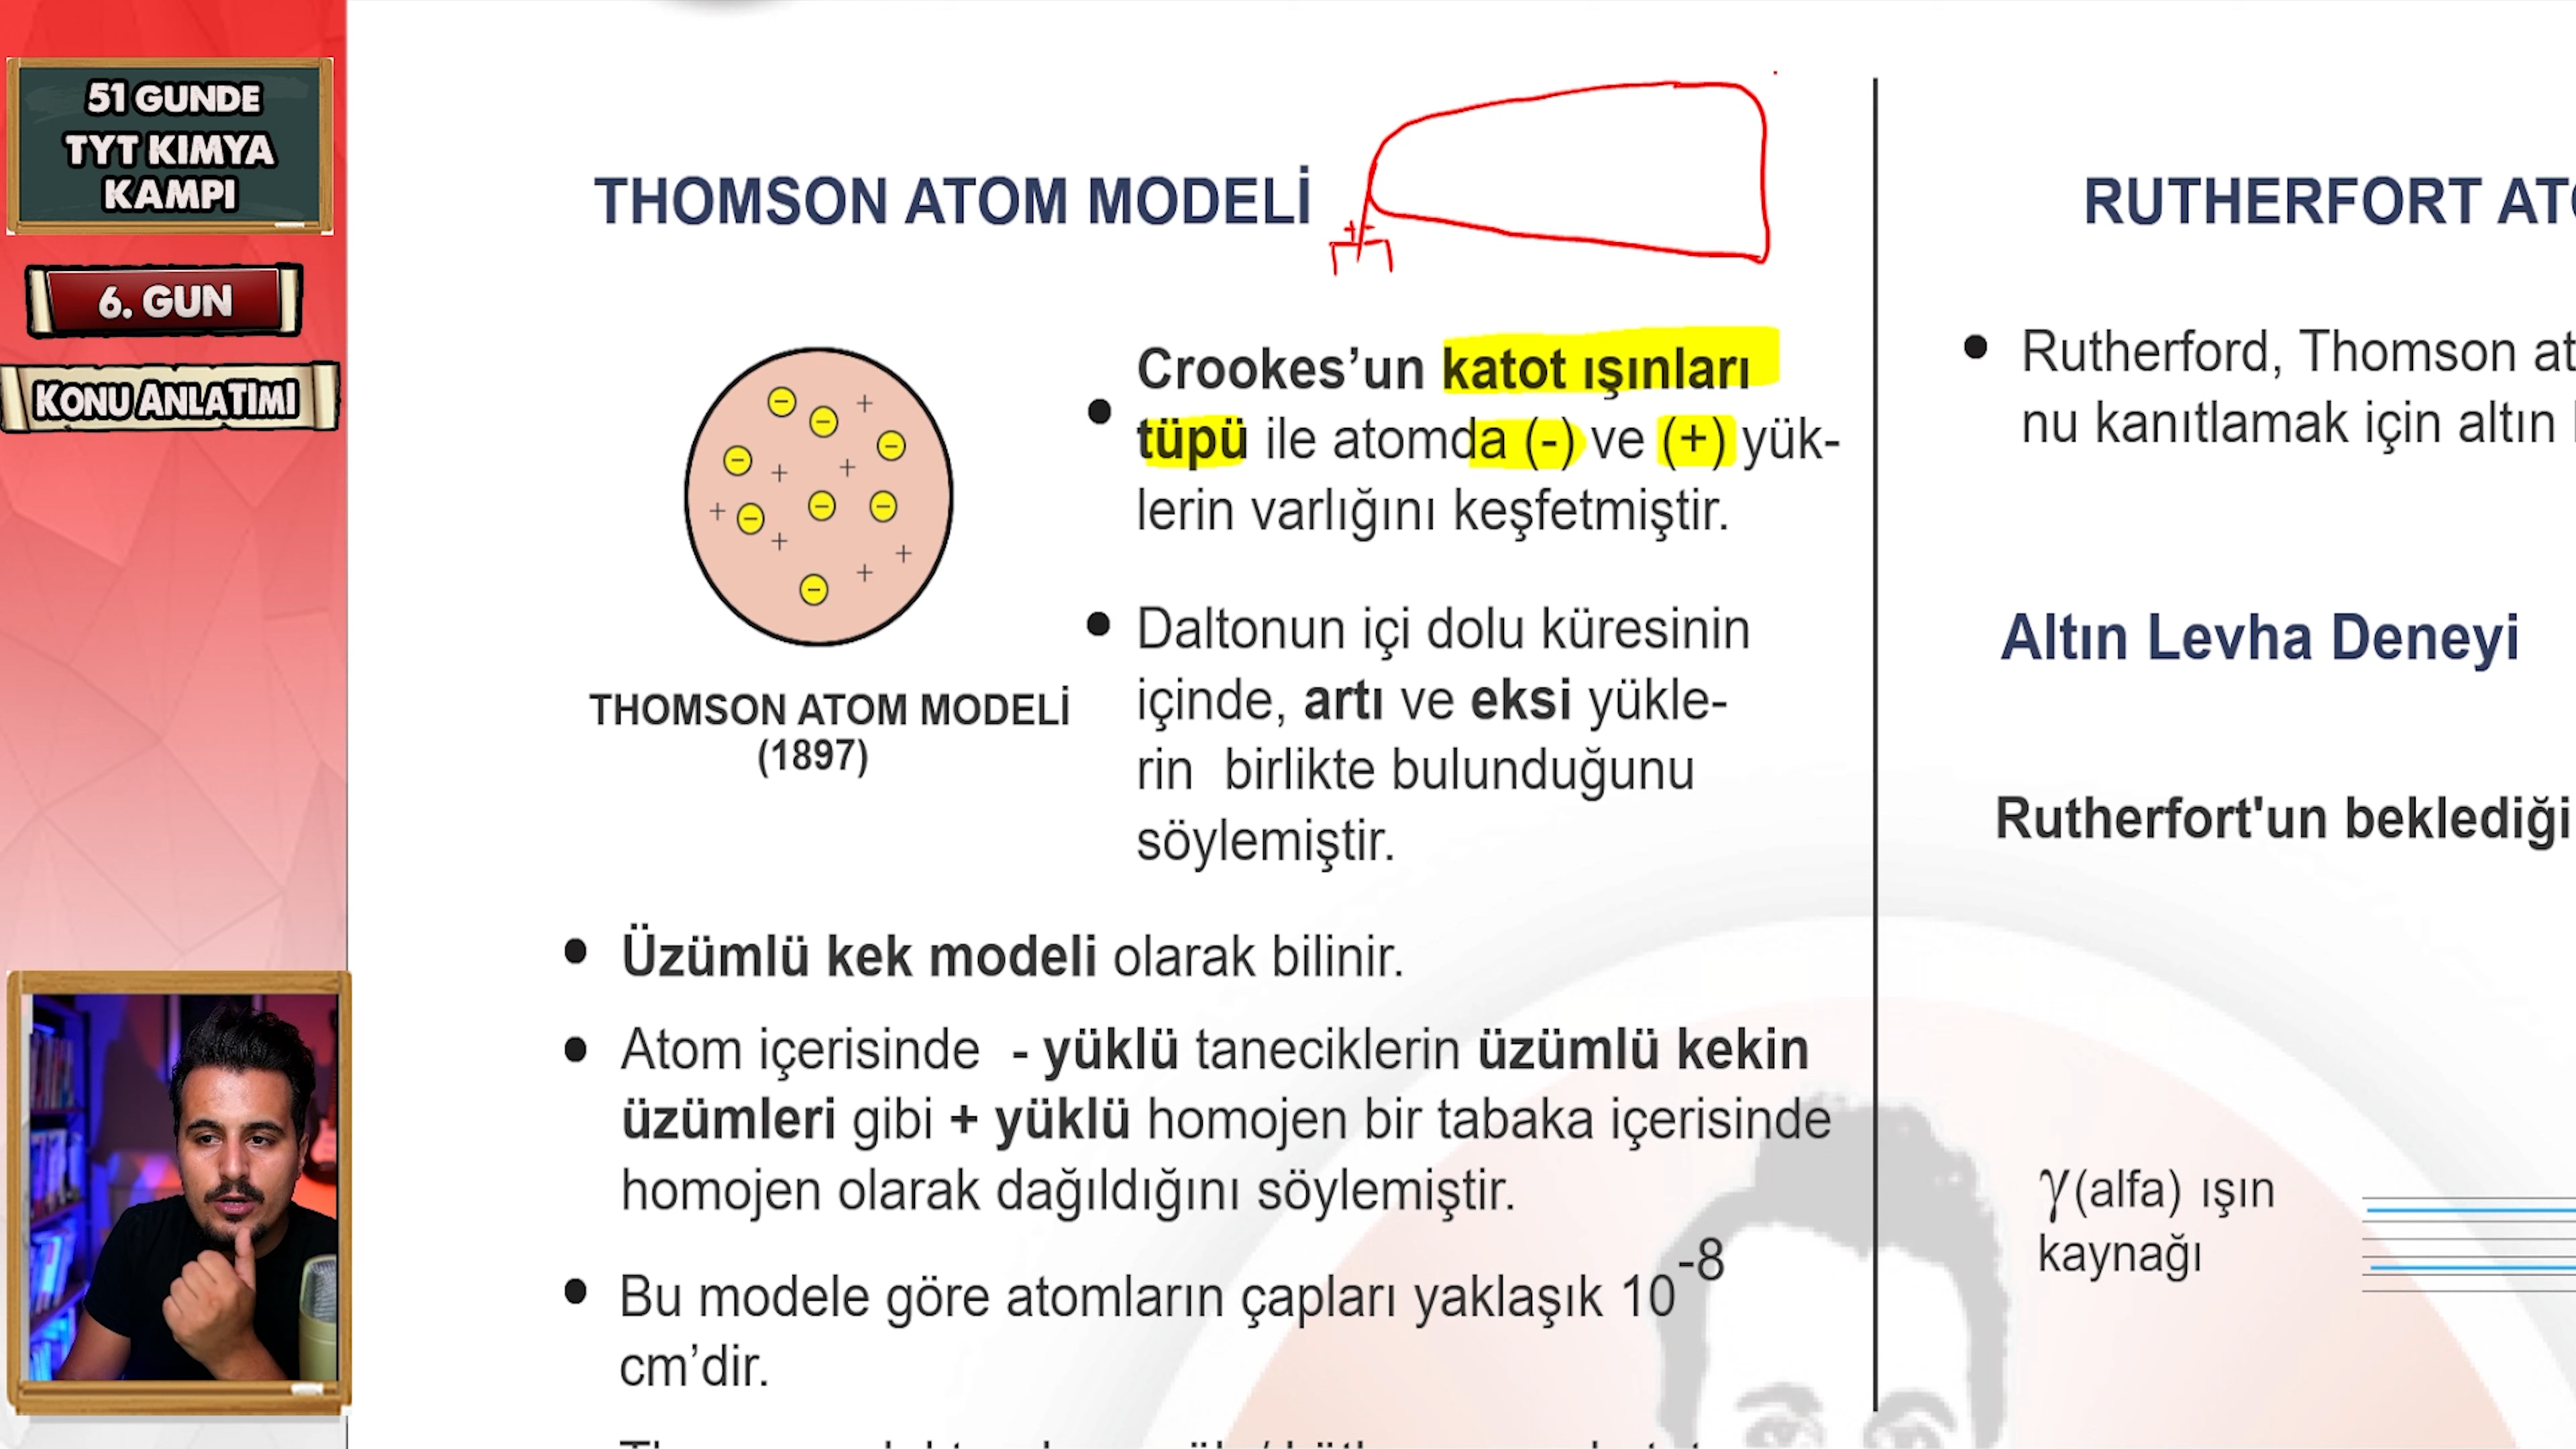 51 GUNDE
TYT KIMYA
KAMPI
6. GUN
KONU ANLATIMI
THOMSON ATOM MODELİ
Crookes’un katot ışınları
tüpü ile atomda (-) ve (+) yük-
lerin varlığını keşfetmiştir.
Daltonun içi dolu küresinin
içinde, artı ve eksi yükle-
rin birlikte bulunduğunu
söylemiştir.
THOMSON ATOM MODELİ
(1897)
Üzümlü kek modeli olarak bilinir.
Atom içerisinde - yüklü taneciklerin üzümlü kekin
üzümleri gibi + yüklü homojen bir tabaka içerisinde
homojen olarak dağıldığını söylemiştir.
Bu modele göre atomların çapları yaklaşık 10⁻⁸
cm’dir.
RUTHERFORT
Rutherford, Thomson
nu kanıtlamak için altın
Altın Levha Deneyi
Rutherfort'un beklediği
γ(alfa) ışın
kaynağı